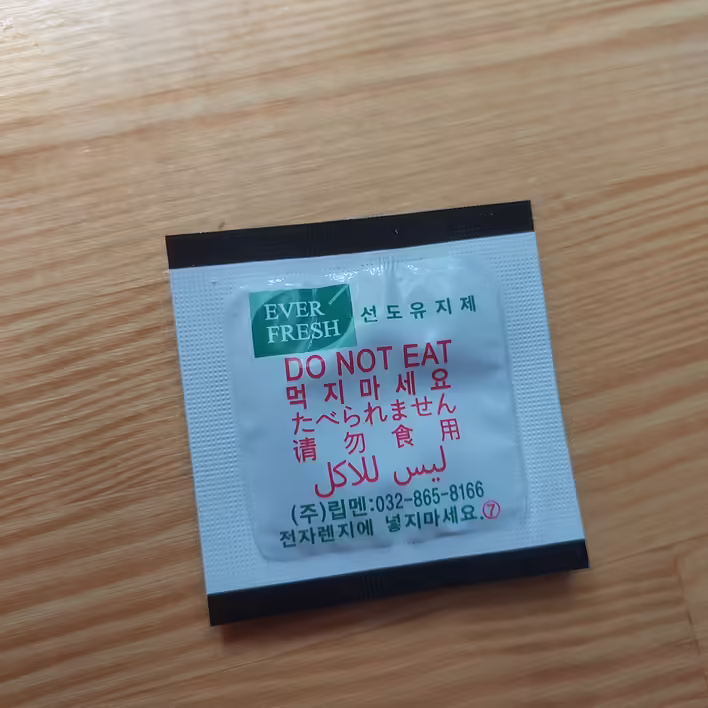 EVER
FRESH
선도유지제
DO NOT EAT
먹지마세요
たべられません
请勿食用
ليس للاكل
(주)립멘:032-865-8166
전자렌지에 넣지마세요.⑦